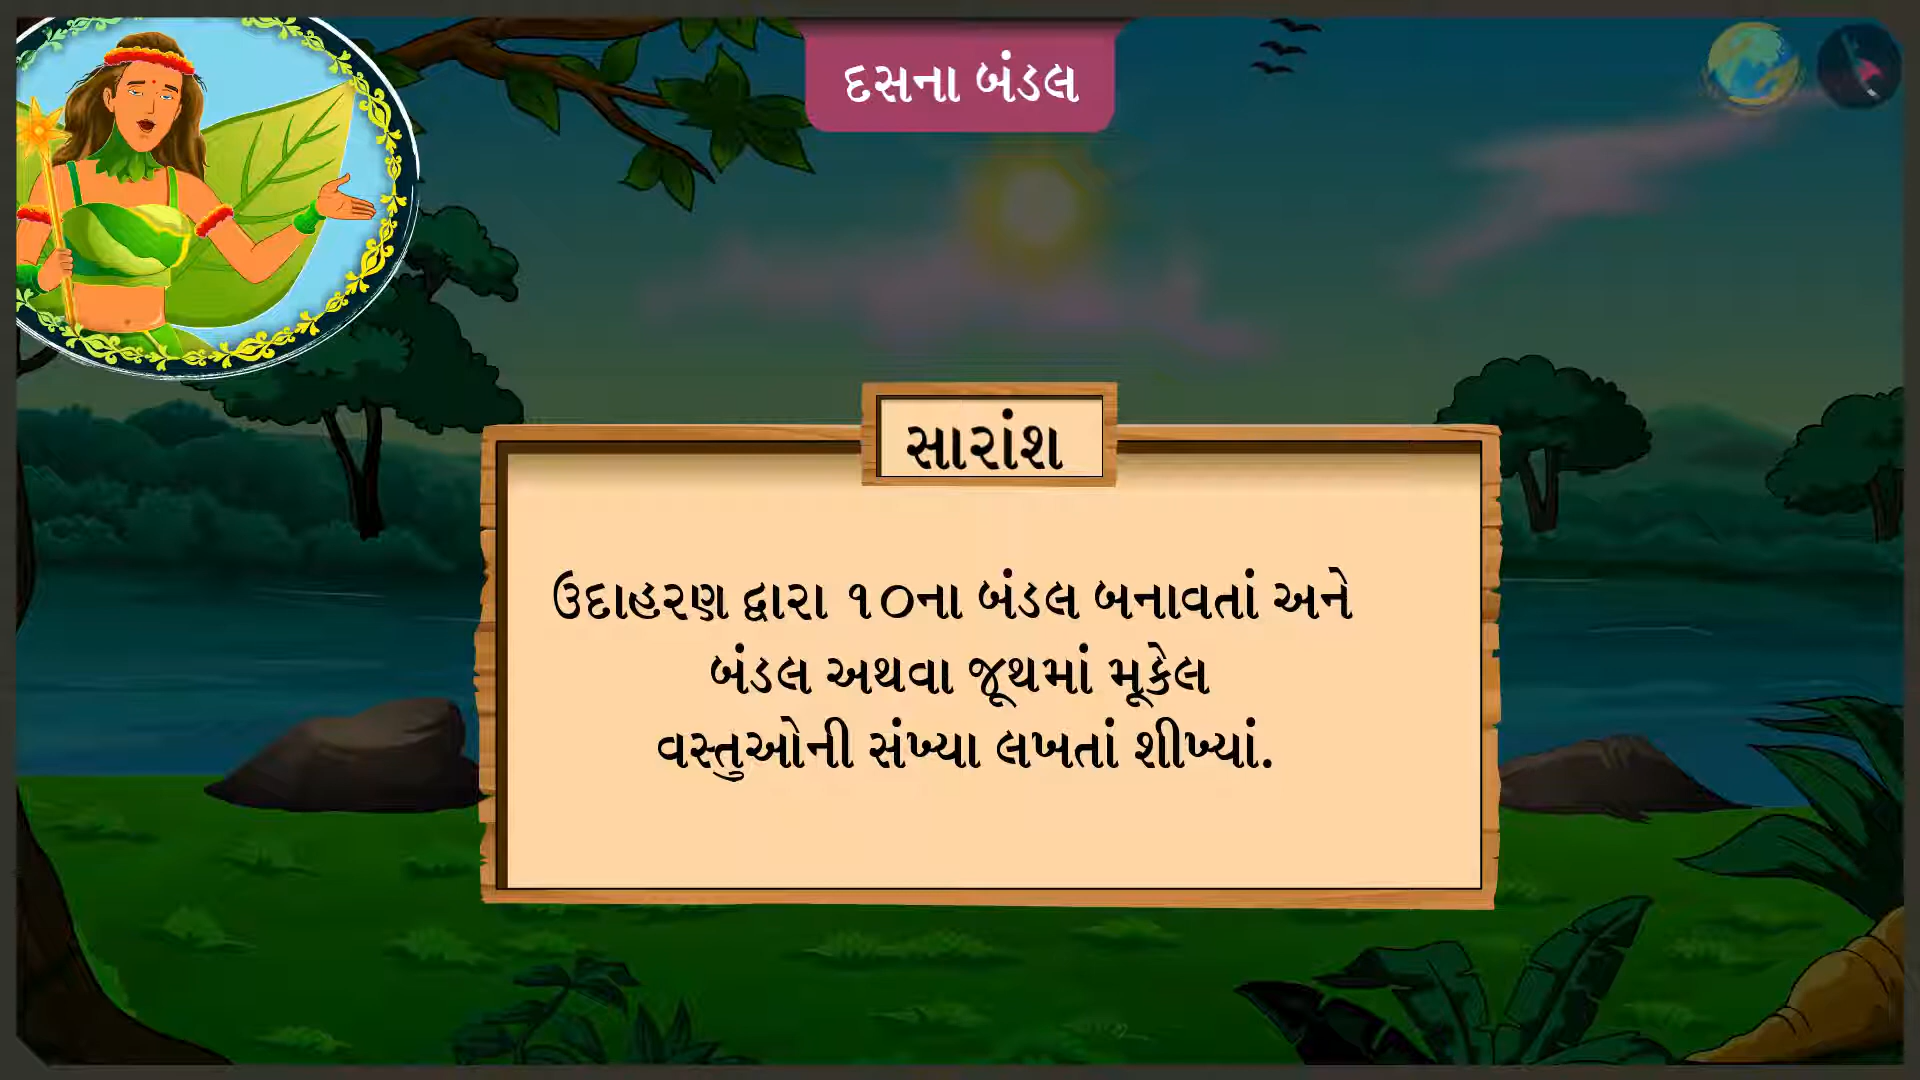 દસના બંડલ
સારાંશ
ઉદાહરણ દ્વારા ૧૦ના બંડલ બનાવતાં અને
બંડલ અથવા જૂથમાં મૂકેલ
વસ્તુઓની સંખ્યા લખતાં શીખ્યાં.